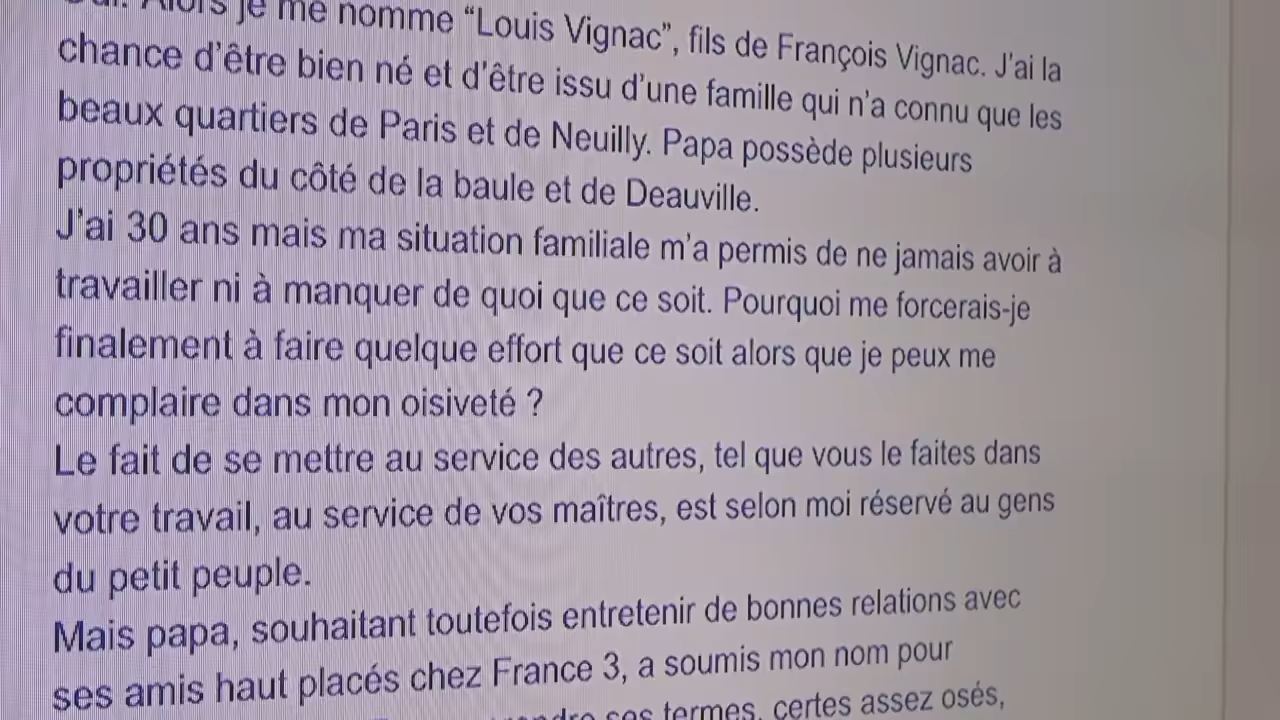 Alors je me nomme “Louis Vignac”, fils de François Vignac. J’ai la
chance d’être bien né et d’être issu d’une famille qui n’a connu que les
beaux quartiers de Paris et de Neuilly. Papa possède plusieurs
propriétés du côté de la baule et de Deauville.
J’ai 30 ans mais ma situation familiale m’a permis de ne jamais avoir à
travailler ni à manquer de quoi que ce soit. Pourquoi me forcerais-je
finalement à faire quelque effort que ce soit alors que je peux me
complaire dans mon oisiveté ?
Le fait de se mettre au service des autres, tel que vous le faites dans
votre travail, au service de vos maîtres, est selon moi réservé au gens
du petit peuple.
Mais papa, souhaitant toutefois entretenir de bonnes relations avec
ses amis haut placés chez France 3, a soumis mon nom pour
ces termes, certes assez osés,